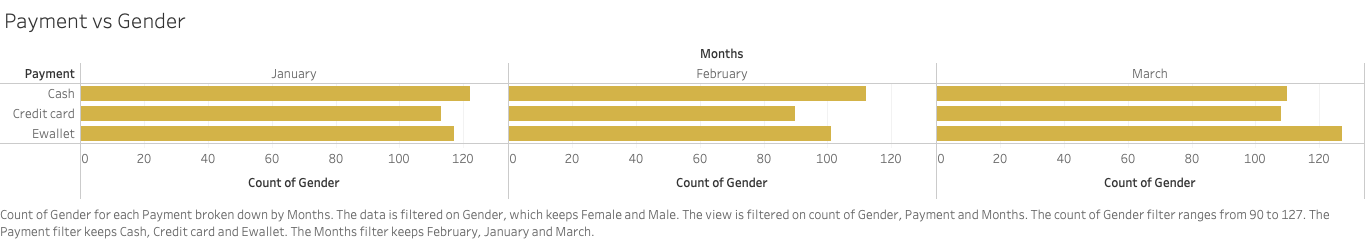 Payment vs Gender
Months
Payment January February March
Cash
Credit card
Ewallet
0 20 40 60 80 100 120 0 20 40 60 80 100 120 0 20 40 60 80 100 120
Count of Gender Count of Gender Count of Gender
Count of Gender for each Payment broken down by Months. The data is filtered on Gender, which keeps Female and Male. The view is filtered on count of Gender, Payment and Months. The count of Gender filter ranges from 90 to 127. The
Payment filter keeps Cash, Credit card and Ewallet. The Months filter keeps February, January and March.